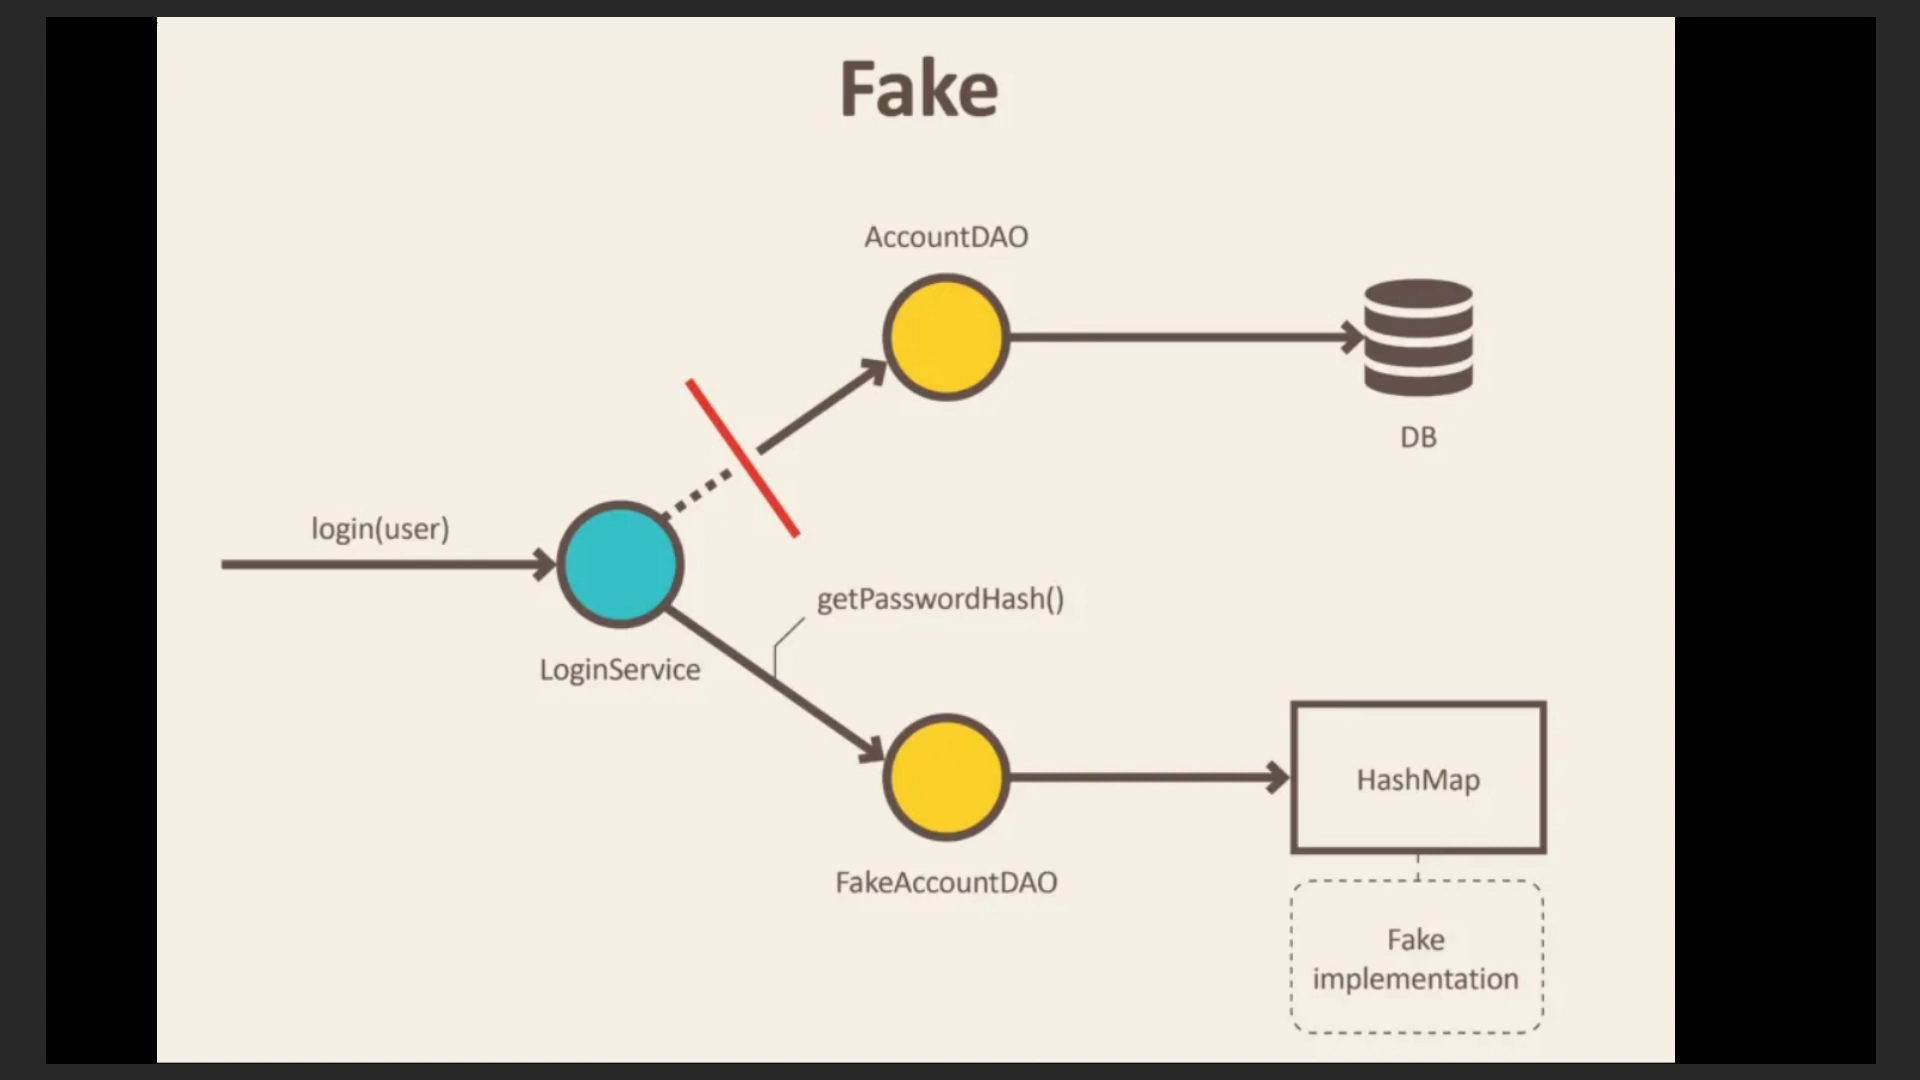 Fake
AccountDAO
DB
login(user)
getPasswordHash()
LoginService
HashMap
FakeAccountDAO
Fake
implementation